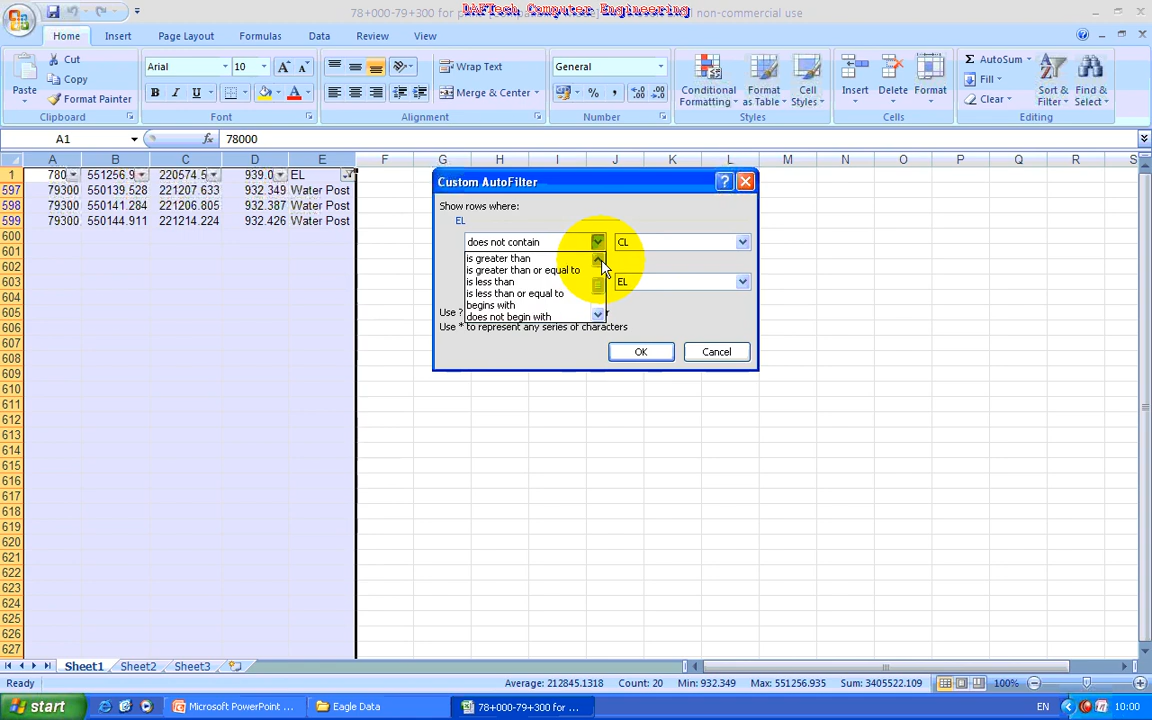 78+000-79+300 for p
non-commercial use
DAFTech Computer Engineering
Home Insert Page Layout Formulas Data Review View
Paste
Cut
Copy
Format Painter
Clipboard
Arial 10
B I U A
Font
Wrap Text
Merge & Center
Alignment
General
% ,
Number
Conditional Formatting
Format as Table
Cell Styles
Styles
Insert Delete Format
Cells
Σ AutoSum
Fill
Clear
Sort & Filter
Find & Select
Editing
A1 fx 78000
A B C D E F G H I J K L M N O P Q R S
1 780 551256.9 220574.5 939.0 EL
597 79300 550139.528 221207.633 932.349 Water Post
598 79300 550141.284 221206.805 932.387 Water Post
599 79300 550144.911 221214.224 932.426 Water Post
600
601
602
603
604
605
606
607
608
609
610
611
612
613
614
615
616
617
618
619
620
621
622
623
624
625
626
627
Custom AutoFilter
Show rows where:
EL
does not contain CL
is greater than
is greater than or equal to
is less than EL
is less than or equal to
begins with
does not begin with
Use ? r
Use * to represent any series of characters
OK Cancel
Sheet1 Sheet2 Sheet3
Ready Average: 212845.1318 Count: 20 Min: 932.349 Max: 551256.935 Sum: 3405522.109 100%
start Microsoft PowerPoint ... Eagle Data 78+000-79+300 for ... EN 10:00